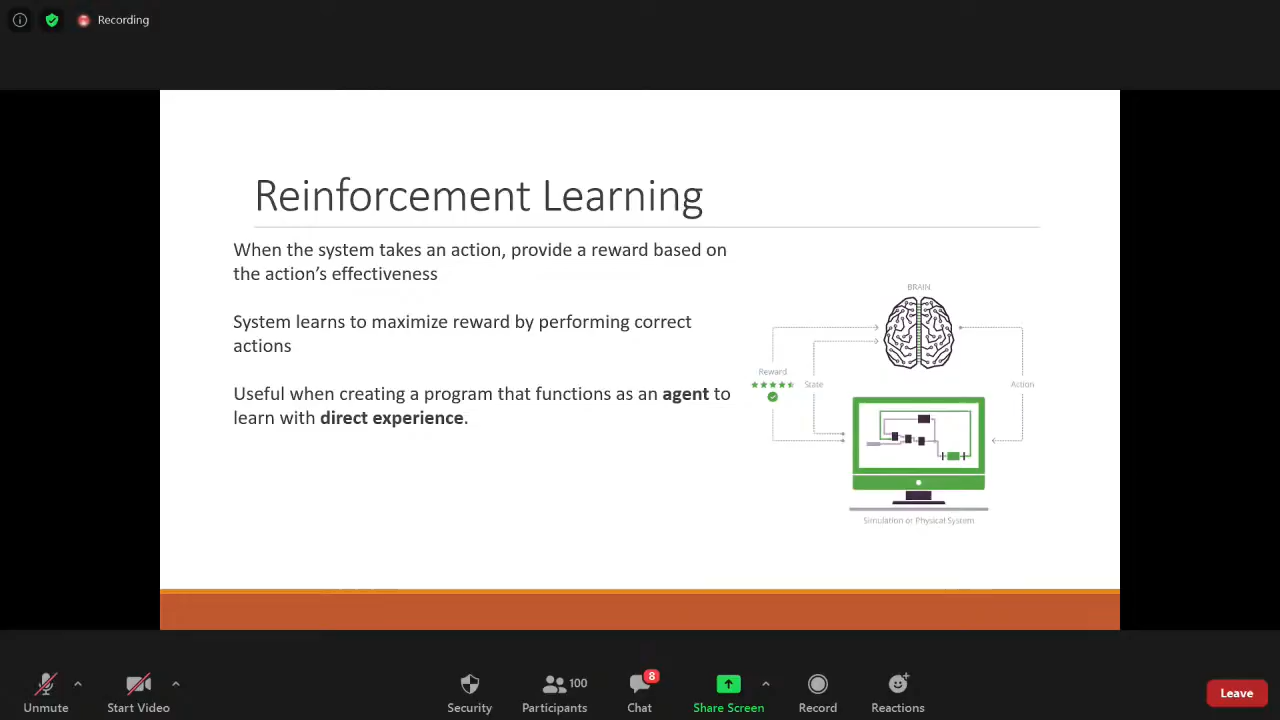 Recording
Reinforcement Learning
When the system takes an action, provide a reward based on
the action’s effectiveness
System learns to maximize reward by performing correct
actions
Useful when creating a program that functions as an agent to
learn with direct experience.
BRAIN
Reward
State
Action
Simulation or Physical System
Unmute
Start Video
Security
100
Participants
8
Chat
Share Screen
Record
Reactions
Leave